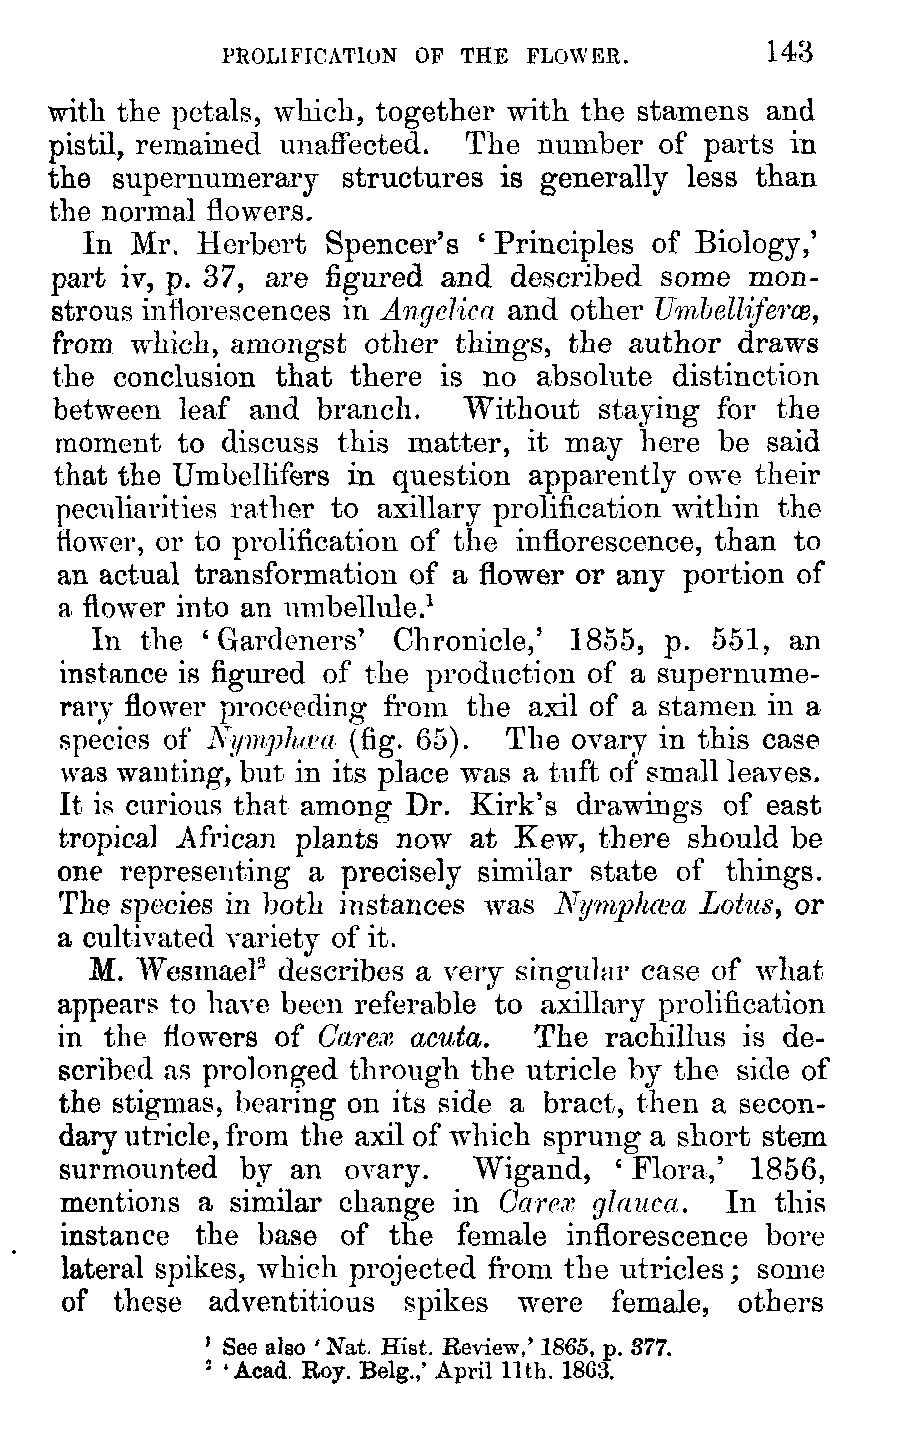 PROLIFICATION OF THE FLOWER. 143
with the petals, which, together with the stamens and
pistil, remained unaffected. The number of parts in
the supernumerary structures is generally less than
the normal flowers.
In Mr. Herbert Spencer's ‘Principles of Biology,’
part iv, p. 37, are figured and described some mon-
strous inflorescences in Angelica and other Umbelliferæ,
from which, amongst other things, the author draws
the conclusion that there is no absolute distinction
between leaf and branch. Without staying for the
moment to discuss this matter, it may here be said
that the Umbellifers in question apparently owe their
peculiarities rather to axillary prolification within the
flower, or to prolification of the inflorescence, than to
an actual transformation of a flower or any portion of
a flower into an umbellule.¹
In the ‘Gardeners’ Chronicle,’ 1855, p. 551, an
instance is figured of the production of a supernume-
rary flower proceeding from the axil of a stamen in a
species of Nymphæa (fig. 65). The ovary in this case
was wanting, but in its place was a tuft of small leaves.
It is curious that among Dr. Kirk's drawings of east
tropical African plants now at Kew, there should be
one representing a precisely similar state of things.
The species in both instances was Nymphæa Lotus, or
a cultivated variety of it.
M. Wesmael² describes a very singular case of what
appears to have been referable to axillary prolification
in the flowers of Carex acuta. The rachillus is de-
scribed as prolonged through the utricle by the side of
the stigmas, bearing on its side a bract, then a secon-
dary utricle, from the axil of which sprung a short stem
surmounted by an ovary. Wigand, ‘Flora,’ 1856,
mentions a similar change in Carex glauca. In this
instance the base of the female inflorescence bore
lateral spikes, which projected from the utricles; some
of these adventitious spikes were female, others
¹ See also ‘Nat. Hist. Review,’ 1865, p. 377.
² ‘Acad. Roy. Belg.,’ April 11th. 1863.